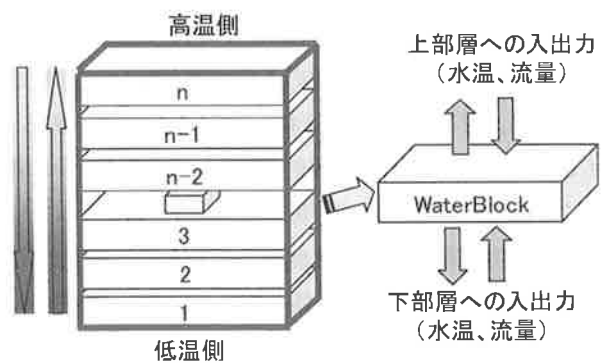 高温側
n
n-1
n-2
3
2
1
低温側
上部層への入出力
(水温、流量)
WaterBlock
下部層への入出力
(水温、流量)